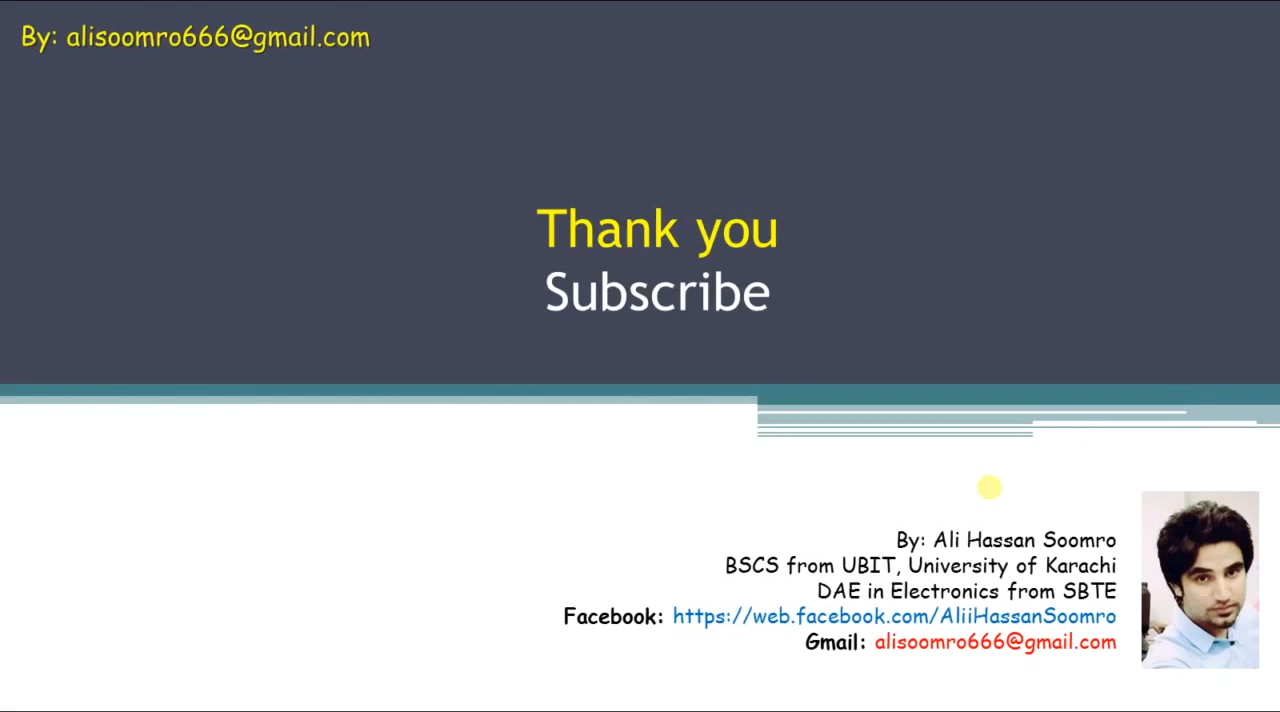 By: alisoomro666@gmail.com
Thank you
Subscribe
By: Ali Hassan Soomro
BSCS from UBIT, University of Karachi
DAE in Electronics from SBTE
Facebook: https://web.facebook.com/AliiHassanSoomro
Gmail: alisoomro666@gmail.com